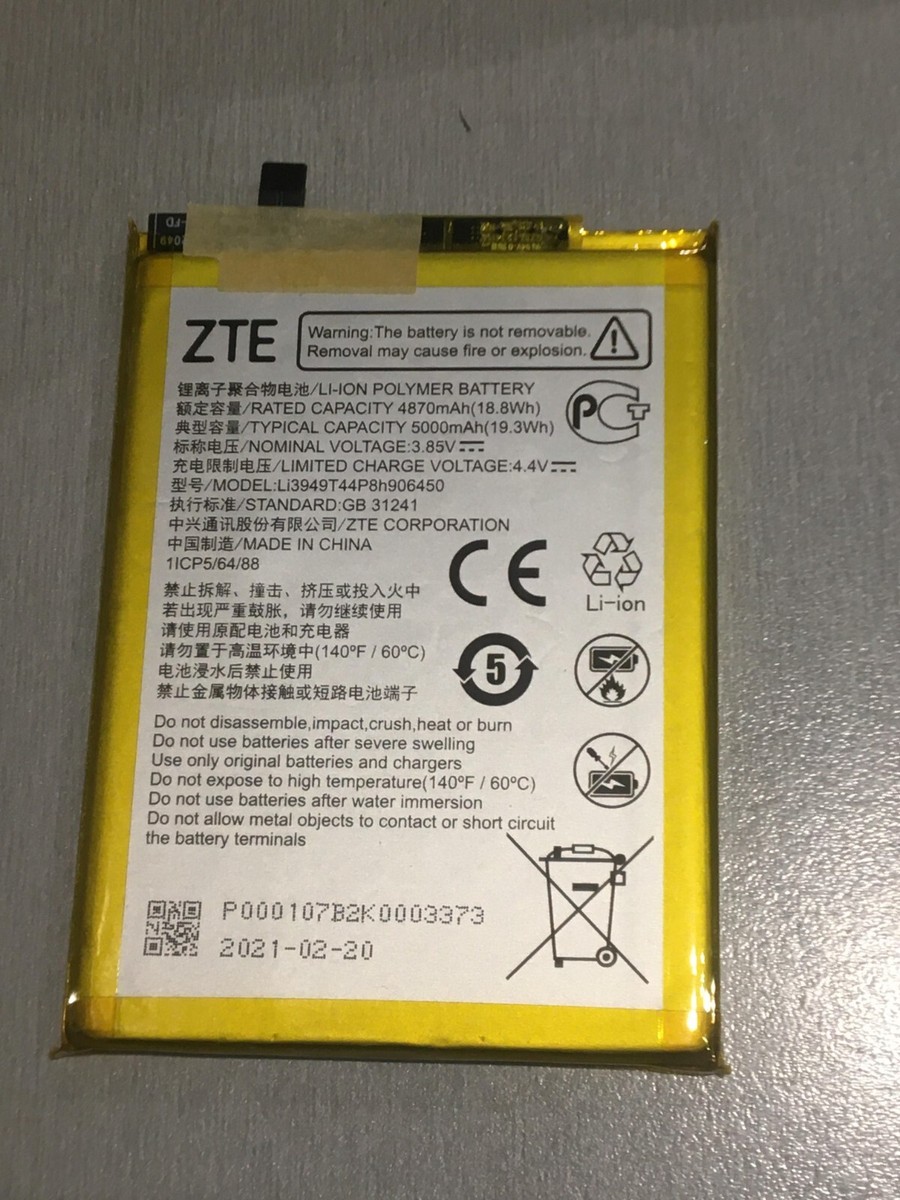 ZTE
Warning:The battery is not removable.
Removal may cause fire or explosion.
锂离子聚合物电池/LI-ION POLYMER BATTERY
额定容量/RATED CAPACITY 4870mAh(18.8Wh)
典型容量/TYPICAL CAPACITY 5000mAh(19.3Wh)
标称电压/NOMINAL VOLTAGE:3.85V
充电限制电压/LIMITED CHARGE VOLTAGE:4.4V
型号/MODEL:Li3949T44P8h906450
执行标准/STANDARD:GB 31241
中兴通讯股份有限公司/ZTE CORPORATION
中国制造/MADE IN CHINA
1ICP5/64/88
PCT
CE
Li-ion
禁止拆解、撞击、挤压或投入火中
若出现严重鼓胀，请勿继续使用
请使用原配电池和充电器
请勿置于高温环境中(140ºF / 60ºC)
电池浸水后禁止使用
禁止金属物体接触或短路电池端子
5
Do not disassemble,impact,crush,heat or burn
Do not use batteries after severe swelling
Use only original batteries and chargers
Do not expose to high temperature(140ºF / 60ºC)
Do not use batteries after water immersion
Do not allow metal objects to contact or short circuit
the battery terminals
P000107B2K0003373
2021-02-20